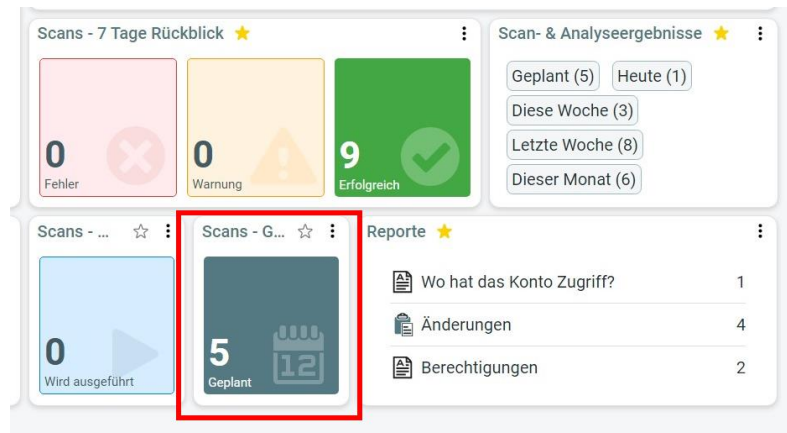 Scans - 7 Tage Rückblick
0
Fehler
0
Warnung
9
Erfolgreich
Scan- & Analyseergebnisse
Geplant (5) Heute (1)
Diese Woche (3)
Letzte Woche (8)
Dieser Monat (6)
Scans - ...
0
Wird ausgeführt
Scans - G...
12
5
Geplant
Reporte
Wo hat das Konto Zugriff? 1
Änderungen 4
Berechtigungen 2